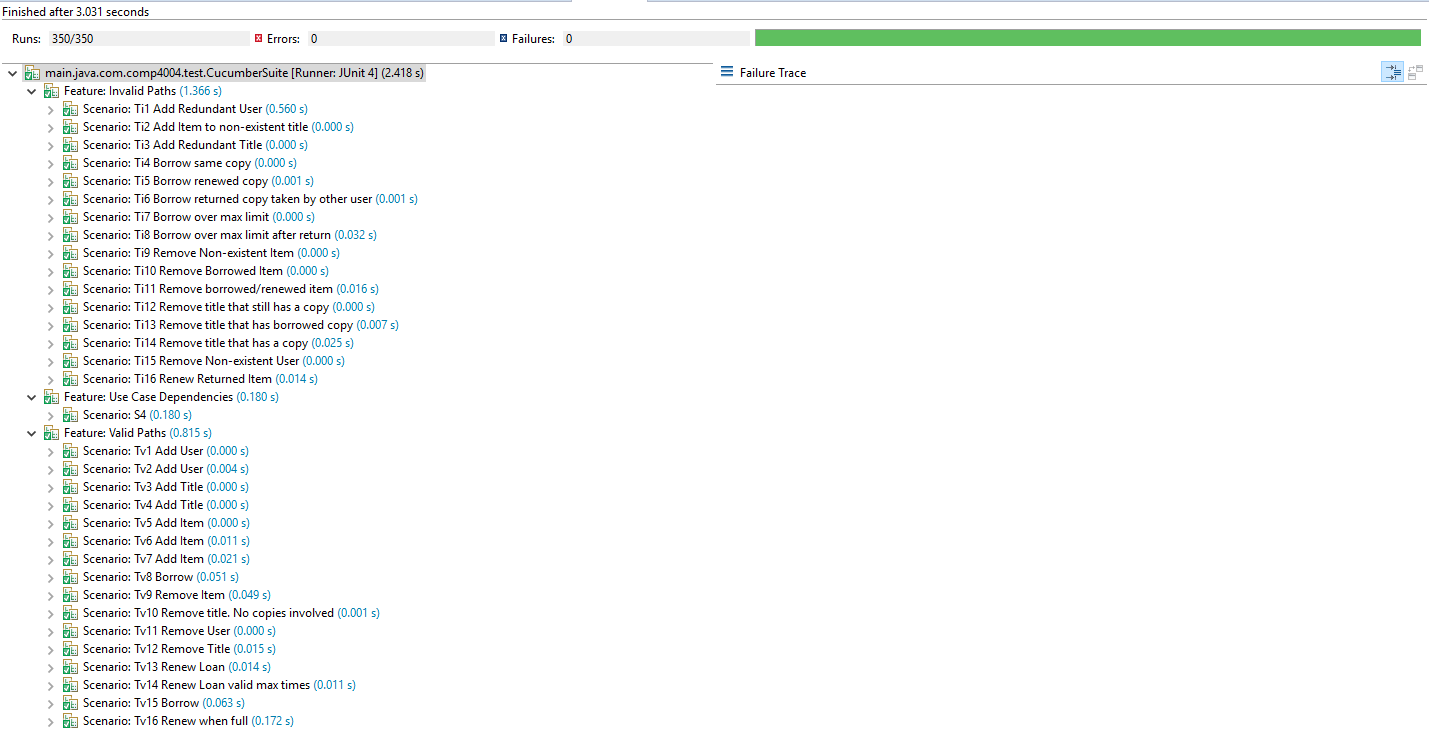 Finished after 3.031 seconds
Runs: 350/350 Errors: 0 Failures: 0
main.java.com.comp4004.test.CucumberSuite [Runner: JUnit 4] (2.418 s)
Failure Trace
Feature: Invalid Paths (1.366 s)
Scenario: Ti1 Add Redundant User (0.560 s)
Scenario: Ti2 Add Item to non-existent title (0.000 s)
Scenario: Ti3 Add Redundant Title (0.000 s)
Scenario: Ti4 Borrow same copy (0.000 s)
Scenario: Ti5 Borrow renewed copy (0.001 s)
Scenario: Ti6 Borrow returned copy taken by other user (0.001 s)
Scenario: Ti7 Borrow over max limit (0.000 s)
Scenario: Ti8 Borrow over max limit after return (0.032 s)
Scenario: Ti9 Remove Non-existent Item (0.000 s)
Scenario: Ti10 Remove Borrowed Item (0.000 s)
Scenario: Ti11 Remove borrowed/renewed item (0.016 s)
Scenario: Ti12 Remove title that still has a copy (0.000 s)
Scenario: Ti13 Remove title that has borrowed copy (0.007 s)
Scenario: Ti14 Remove title that has a copy (0.025 s)
Scenario: Ti15 Remove Non-existent User (0.000 s)
Scenario: Ti16 Renew Returned Item (0.014 s)
Feature: Use Case Dependencies (0.180 s)
Scenario: S4 (0.180 s)
Feature: Valid Paths (0.815 s)
Scenario: Tv1 Add User (0.000 s)
Scenario: Tv2 Add User (0.004 s)
Scenario: Tv3 Add Title (0.000 s)
Scenario: Tv4 Add Title (0.000 s)
Scenario: Tv5 Add Item (0.000 s)
Scenario: Tv6 Add Item (0.011 s)
Scenario: Tv7 Add Item (0.021 s)
Scenario: Tv8 Borrow (0.051 s)
Scenario: Tv9 Remove Item (0.049 s)
Scenario: Tv10 Remove title. No copies involved (0.001 s)
Scenario: Tv11 Remove User (0.000 s)
Scenario: Tv12 Remove Title (0.015 s)
Scenario: Tv13 Renew Loan (0.014 s)
Scenario: Tv14 Renew Loan valid max times (0.011 s)
Scenario: Tv15 Borrow (0.063 s)
Scenario: Tv16 Renew when full (0.172 s)